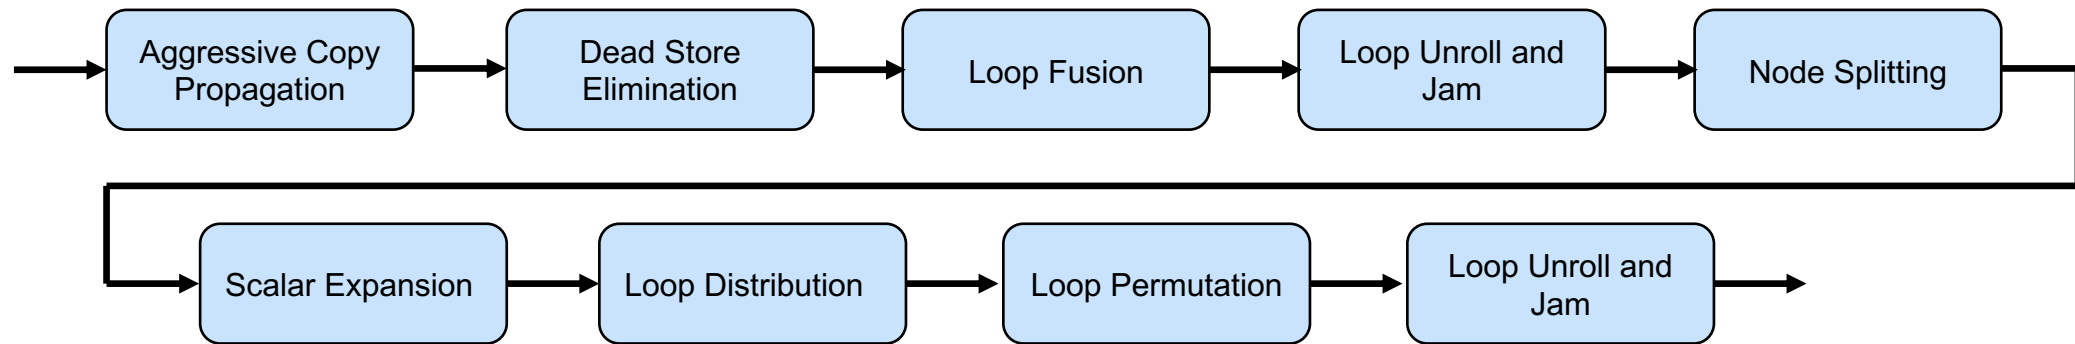 Aggressive Copy
Propagation
Dead Store
Elimination
Loop Fusion
Loop Unroll and
Jam
Node Splitting
Scalar Expansion
Loop Distribution
Loop Permutation
Loop Unroll and
Jam